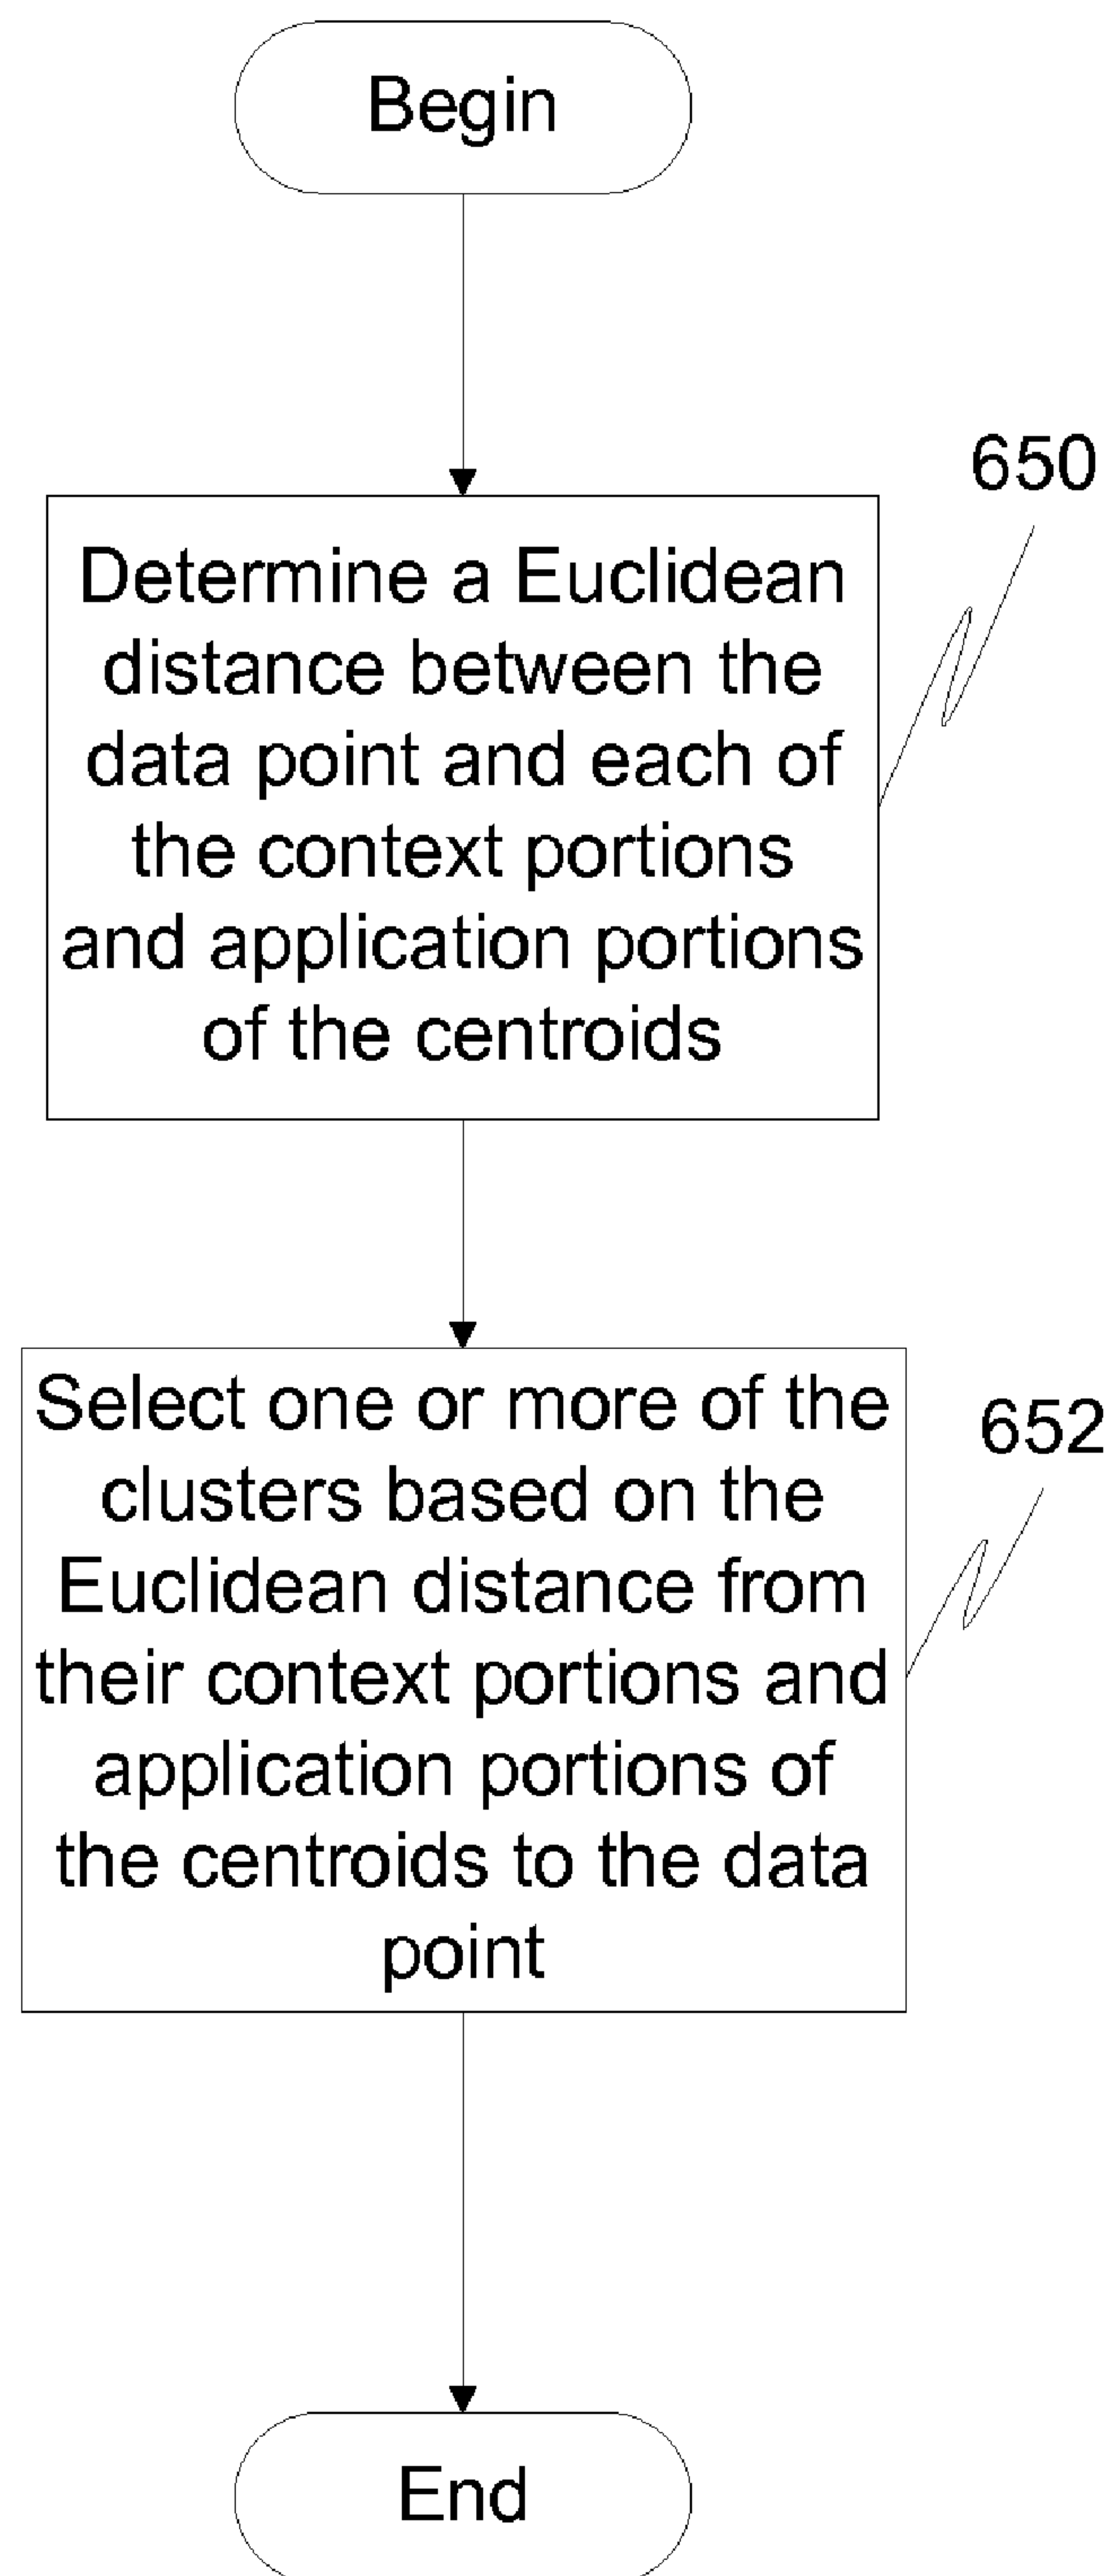 Begin
650
Determine a Euclidean
distance between the
data point and each of
the context portions
and application portions
of the centroids
652
Select one or more of the
clusters based on the
Euclidean distance from
their context portions and
application portions of
the centroids to the data
point
End